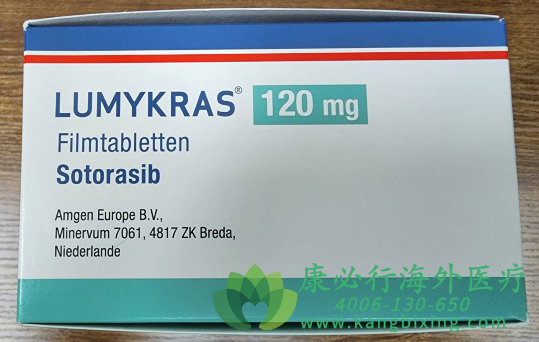 LUMYKRAS® 120 mg
Filmtabletten
Sotorasib
Amgen Europe B.V.,
Minervum 7061, 4817 ZK Breda,
Niederlande
康必行海外医疗
4006-130-650
www.kangbixing.com